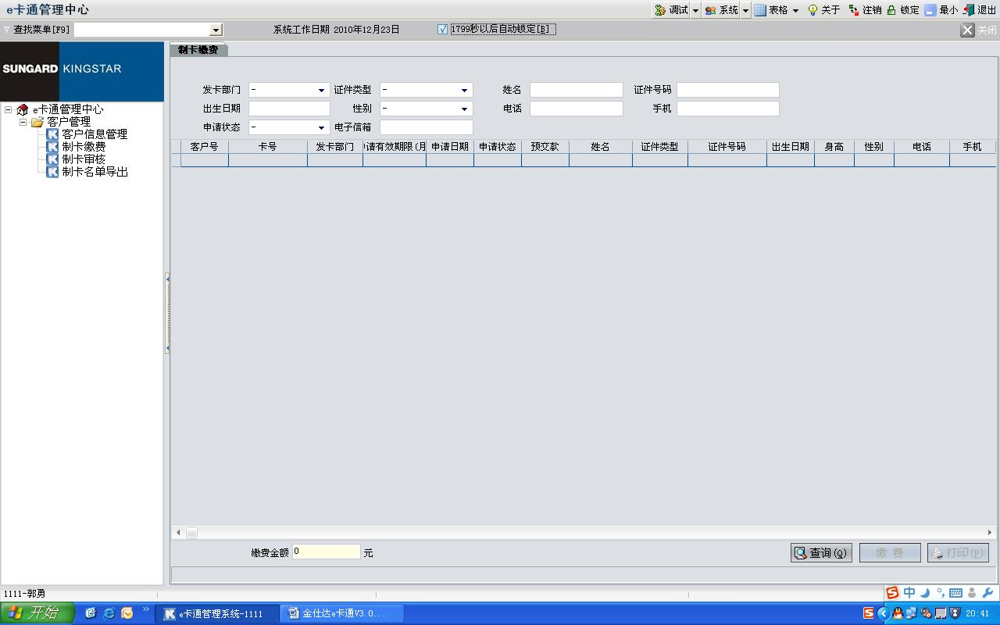 e卡通管理中心 调试 系统 表格 关于 注销 锁定 最小 退出
查找菜单[F9] 系统工作日期 2010年12月23日 1799秒以后自动锁定[B] 关闭
SUNGARD KINGSTAR
e卡通管理中心
客户管理
客户信息管理
制卡缴费
制卡审核
制卡名单导出
制卡缴费
发卡部门 - 证件类型 - 姓名 证件号码
出生日期 性别 - 电话 手机
申请状态 - 电子信箱
客户号 卡号 发卡部门 请有效期限(月 申请日期 申请状态 预交款 姓名 证件类型 证件号码 出生日期 身高 性别 电话 手机
缴费金额 0 元 查询(Q) 缴 费 打印(P)
1111-郭勇 中
开始 e卡通管理系统-1111 金仕达e卡通V3.0... 20:41